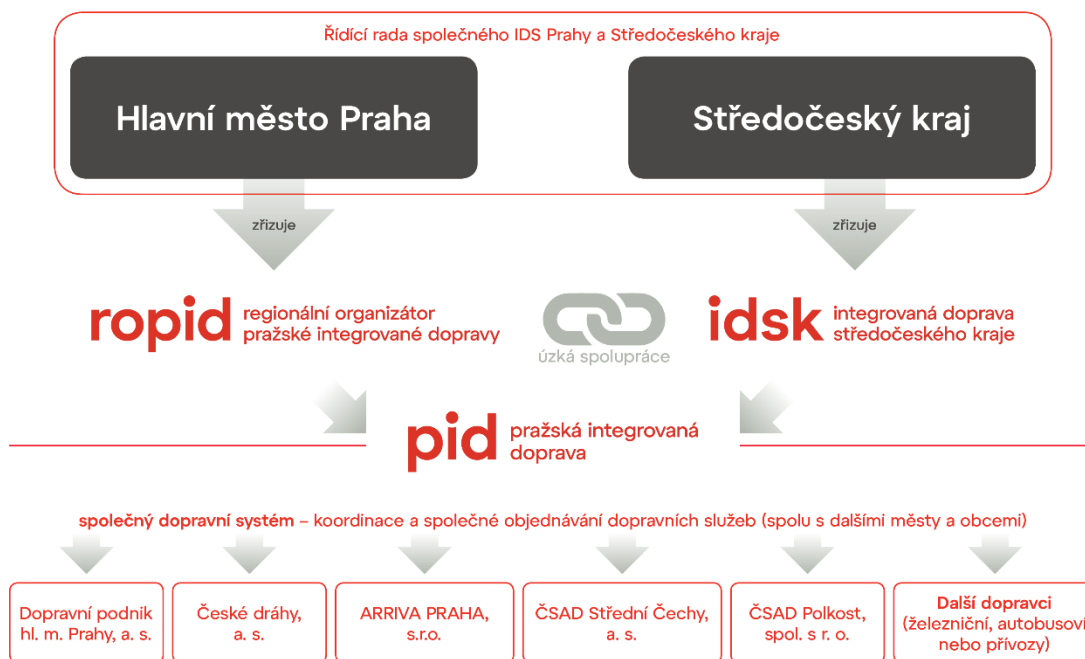 Řídící rada společného IDS Prahy a Středočeského kraje
Hlavní město Praha
Středočeský kraj
zřizuje
zřizuje
ropid
regionální organizátor
pražské integrované dopravy
úzká spolupráce
idsk
integrovaná doprava
středočeského kraje
pid
pražská integrovaná
doprava
společný dopravní systém – koordinace a společné objednávání dopravních služeb (spolu s dalšími městy a obcemi)
Dopravní podnik
hl. m. Prahy, a. s.
České dráhy,
a. s.
ARRIVA PRAHA,
s.r.o.
ČSAD Střední Čechy,
a. s.
ČSAD Polkost,
spol. s r. o.
Další dopravci
(železniční, autobusoví
nebo přívozy)